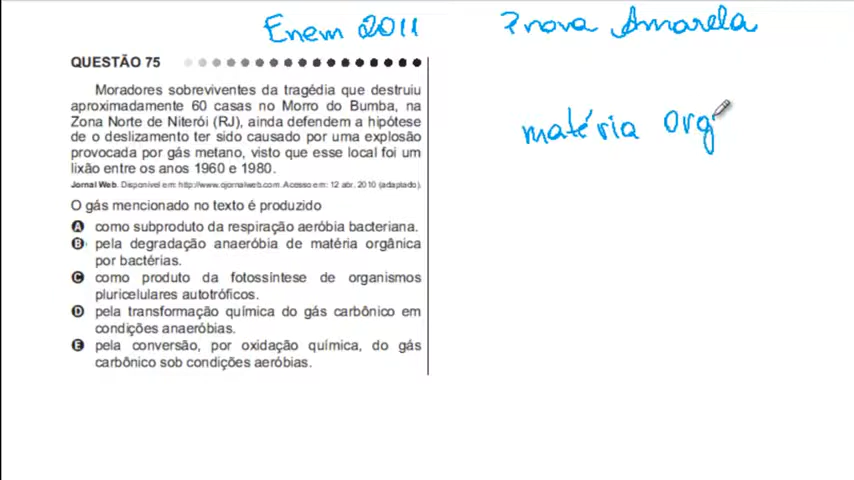 Enem 2011 Prova Amarela
QUESTÃO 75
Moradores sobreviventes da tragédia que destruiu
aproximadamente 60 casas no Morro do Bumba, na
Zona Norte de Niterói (RJ), ainda defendem a hipótese
de o deslizamento ter sido causado por uma explosão
provocada por gás metano, visto que esse local foi um
lixão entre os anos 1960 e 1980.
Jornal Web. Disponível em: http://www.ojornalweb.com. Acesso em: 12 abr. 2010 (adaptado).
O gás mencionado no texto é produzido
A como subproduto da respiração aeróbia bacteriana.
B pela degradação anaeróbia de matéria orgânica
por bactérias.
C como produto da fotossíntese de organismos
pluricelulares autotróficos.
D pela transformação química do gás carbônico em
condições anaeróbias.
E pela conversão, por oxidação química, do gás
carbônico sob condições aeróbias.
matéria org